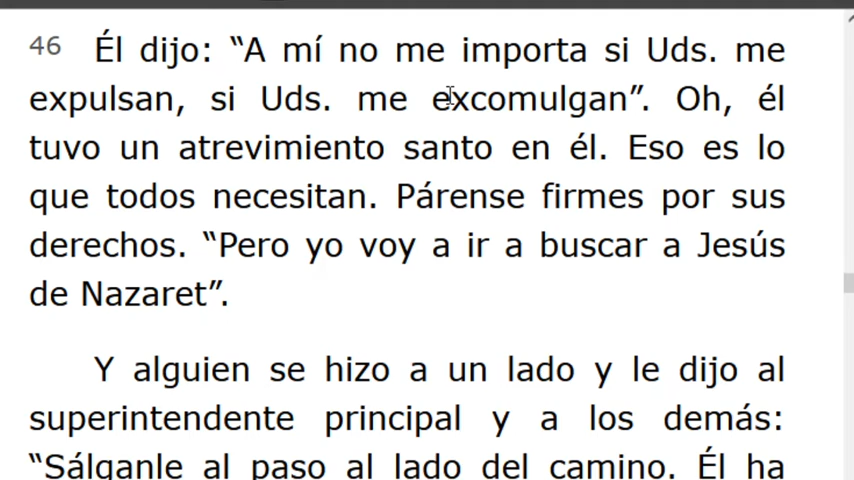 46 Él dijo: “A mí no me importa si Uds. me
expulsan, si Uds. me excomulgan”. Oh, él
tuvo un atrevimiento santo en él. Eso es lo
que todos necesitan. Párense firmes por sus
derechos. “Pero yo voy a ir a buscar a Jesús
de Nazaret”.
Y alguien se hizo a un lado y le dijo al
superintendente principal y a los demás:
“Sálganle al paso al lado del camino. Él ha